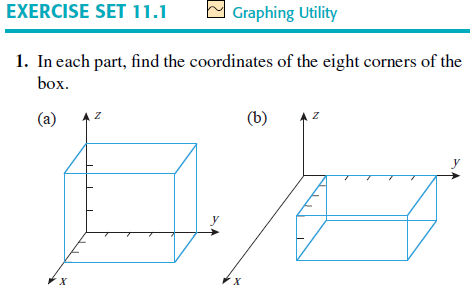 EXERCISE SET 11.1 Graphing Utility
1. In each part, find the coordinates of the eight corners of the
box.
(a) z (b) z
y
y
x x